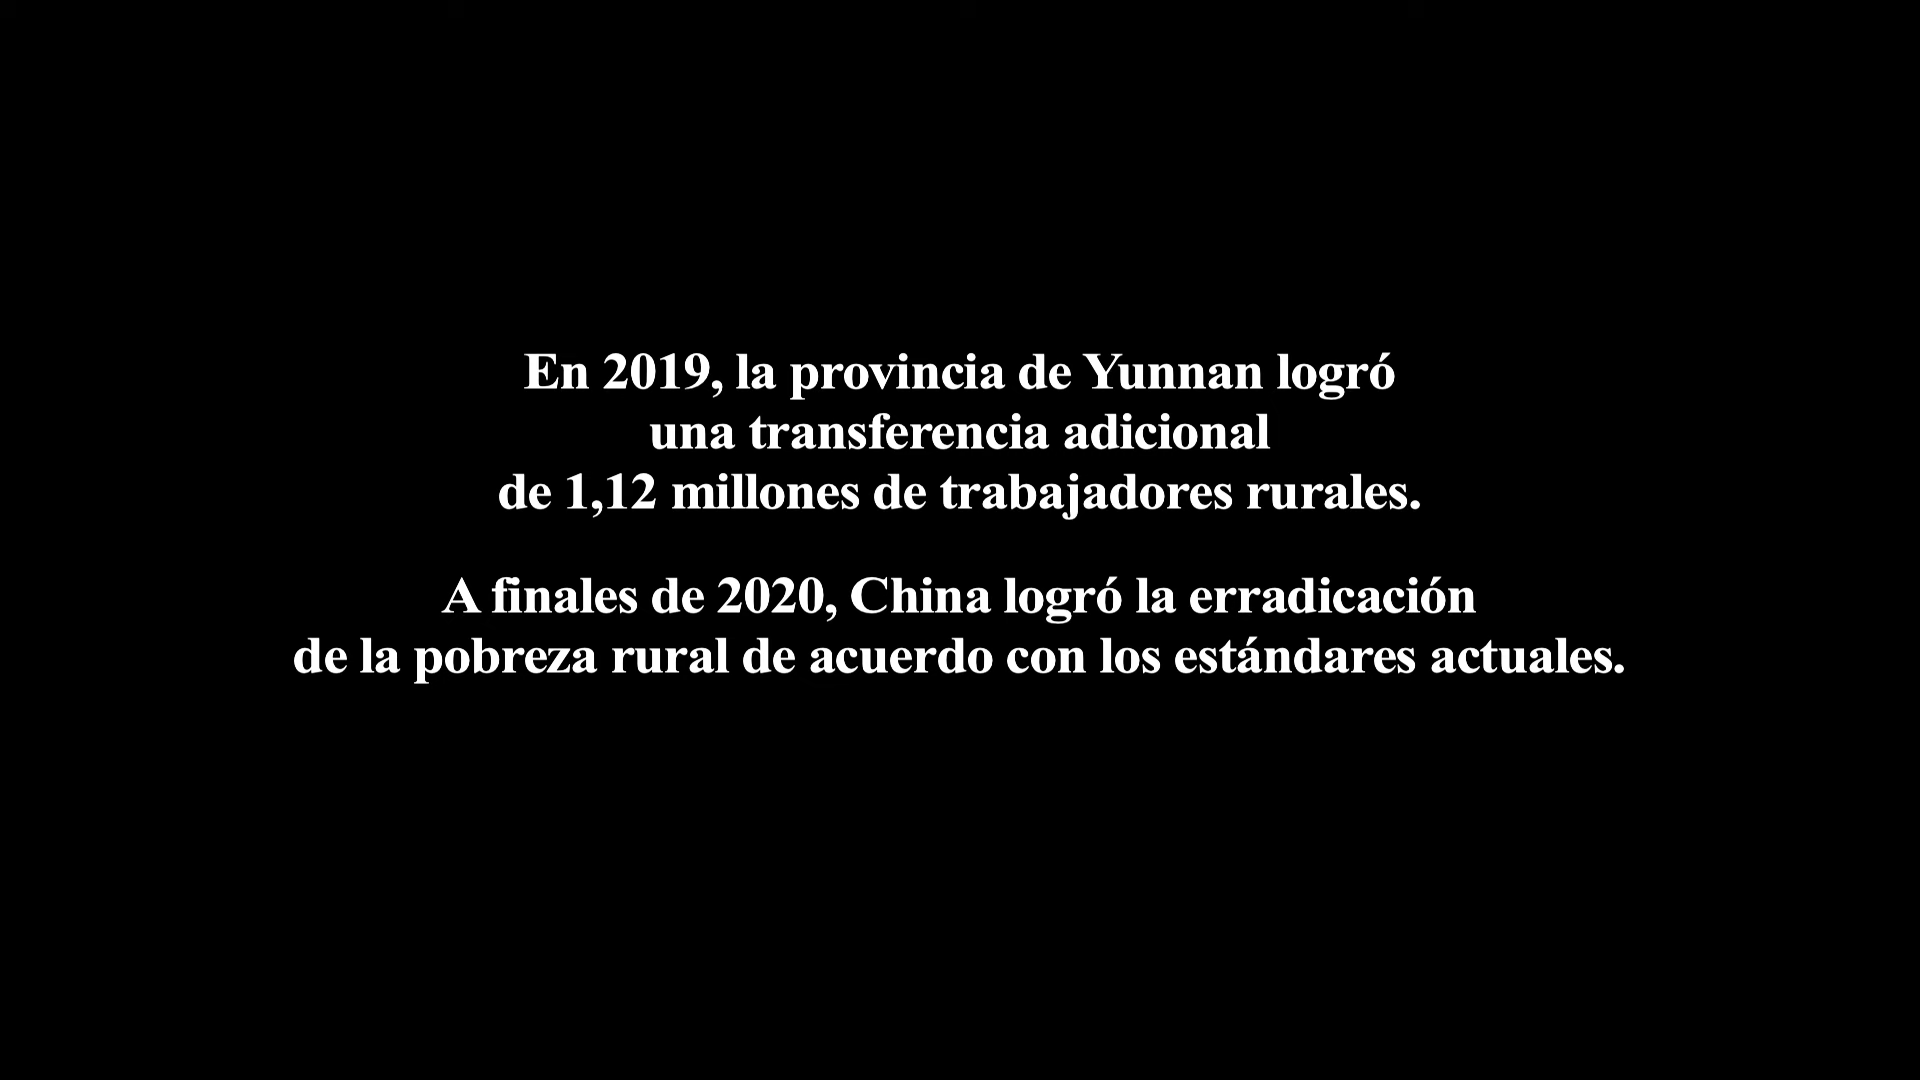 En 2019, la provincia de Yunnan logró
una transferencia adicional
de 1,12 millones de trabajadores rurales.
A finales de 2020, China logró la erradicación
de la pobreza rural de acuerdo con los estándares actuales.